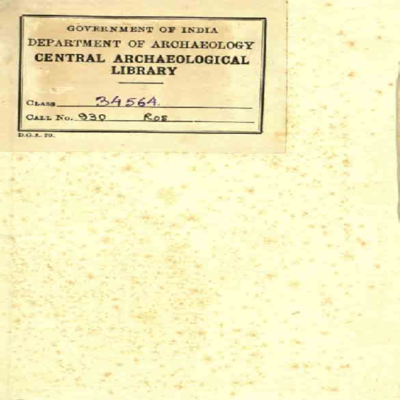 GOVERNMENT OF INDIA
DEPARTMENT OF ARCHAEOLOGY
CENTRAL ARCHAEOLOGICAL
LIBRARY
CLASS 34564.
CALL NO. 930 Ros
D.G.A. 79.